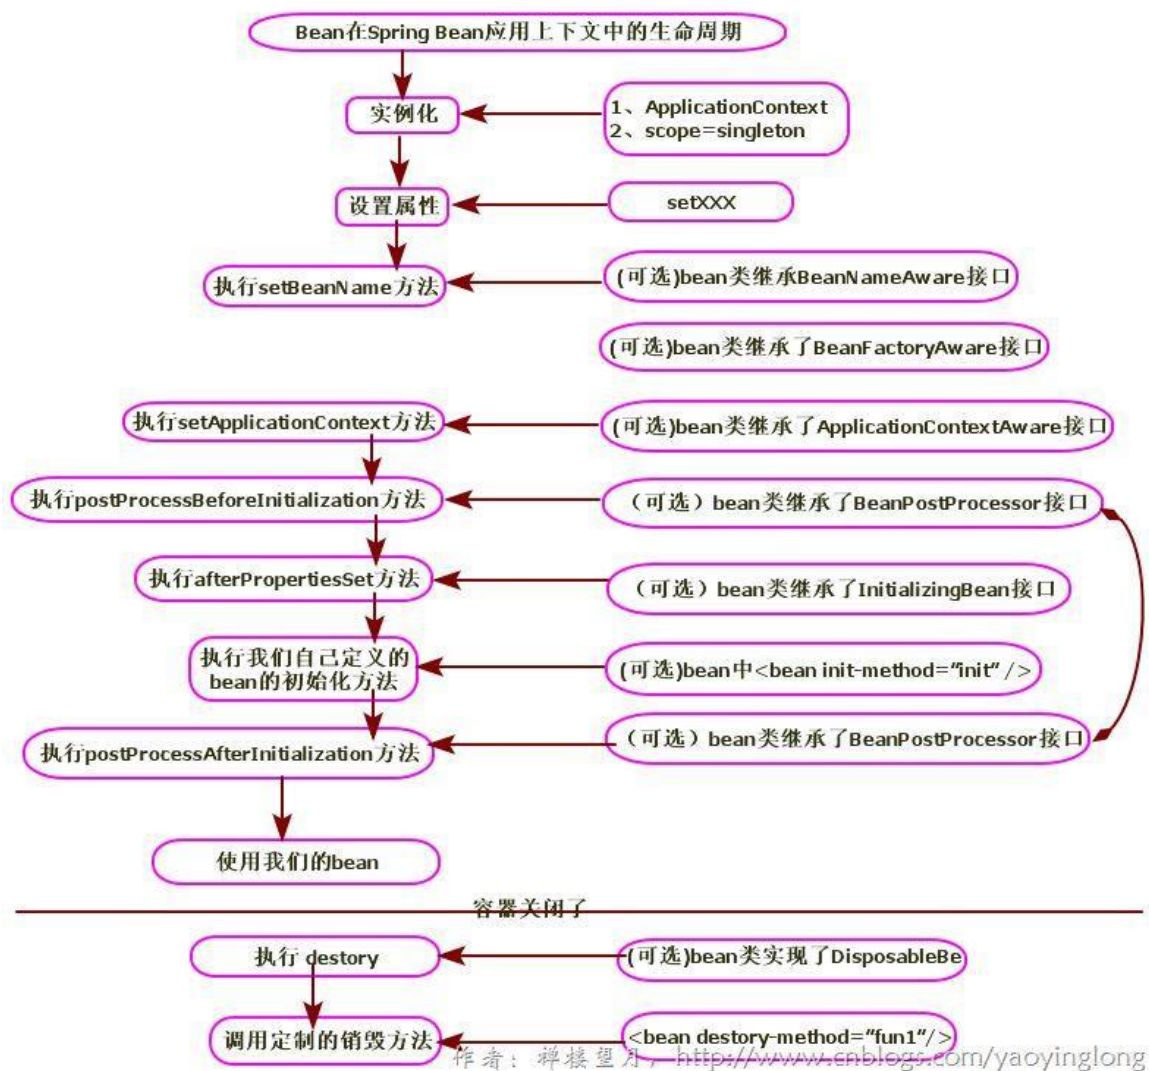 Bean在Spring Bean应用上下文中的生命周期
实例化
1、ApplicationContext
2、scope=singleton
设置属性
setXXX
执行setBeanName方法
(可选)bean类继承BeanNameAware接口
(可选)bean类继承了BeanFactoryAware接口
执行setApplicationContext方法
(可选)bean类继承了ApplicationContextAware接口
执行postProcessBeforeInitialization方法
（可选）bean类继承了BeanPostProcessor接口
执行afterPropertiesSet方法
（可选）bean类继承了InitializingBean接口
执行我们自己定义的
bean的初始化方法
(可选)bean中<bean init-method="init" />
执行postProcessAfterInitialization方法
（可选）bean类继承了BeanPostProcessor接口
使用我们的bean
容器关闭了
执行 destory
(可选)bean类实现了DisposableBe
调用定制的销毁方法
<bean destory-method="fun1"/>
作者：禅楼望月，http://www.cnblogs.com/yaoyinglong